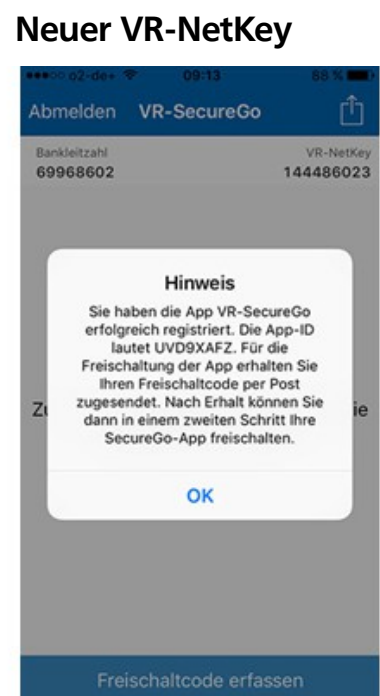 Neuer VR-NetKey
o2-de+ 09:13 88 %
Abmelden VR-SecureGo
Bankleitzahl VR-NetKey
69968602 144486023
Hinweis
Sie haben die App VR-SecureGo
erfolgreich registriert. Die App-ID
lautet UVD9XAFZ. Für die
Freischaltung der App erhalten Sie
Ihren Freischaltcode per Post
zugesendet. Nach Erhalt können Sie
dann in einem zweiten Schritt Ihre
SecureGo-App freischalten.
OK
Freischaltcode erfassen